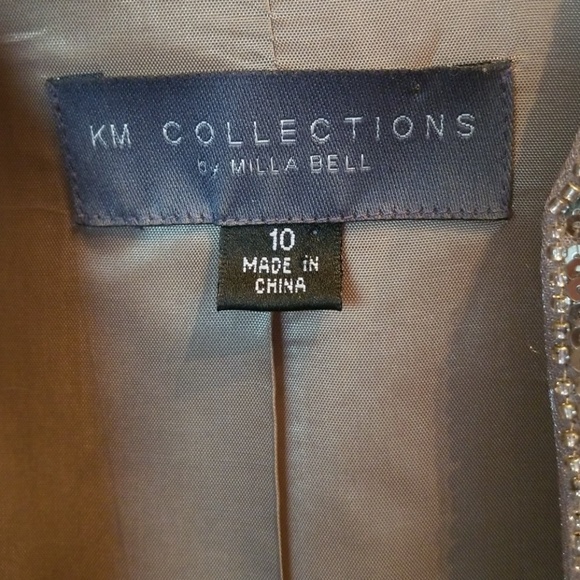 KM COLLECTIONS
by MILLA BELL
10
MADE IN
CHINA